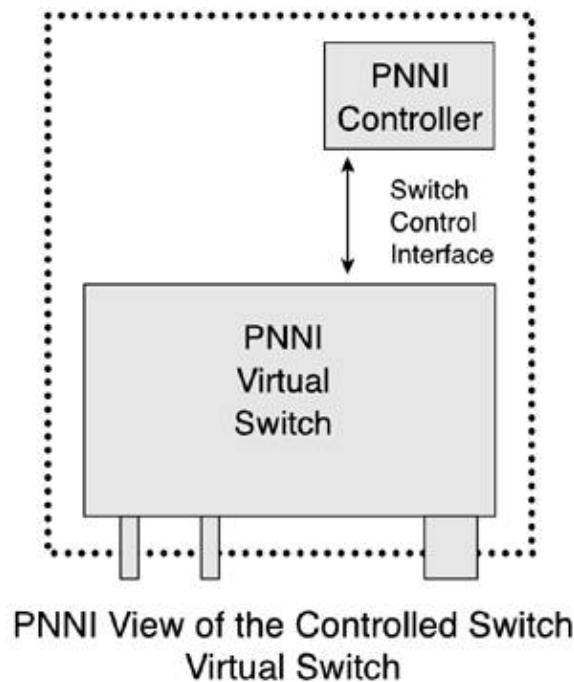 PNNI
Controller
Switch
Control
Interface
PNNI
Virtual
Switch
PNNI View of the Controlled Switch
Virtual Switch